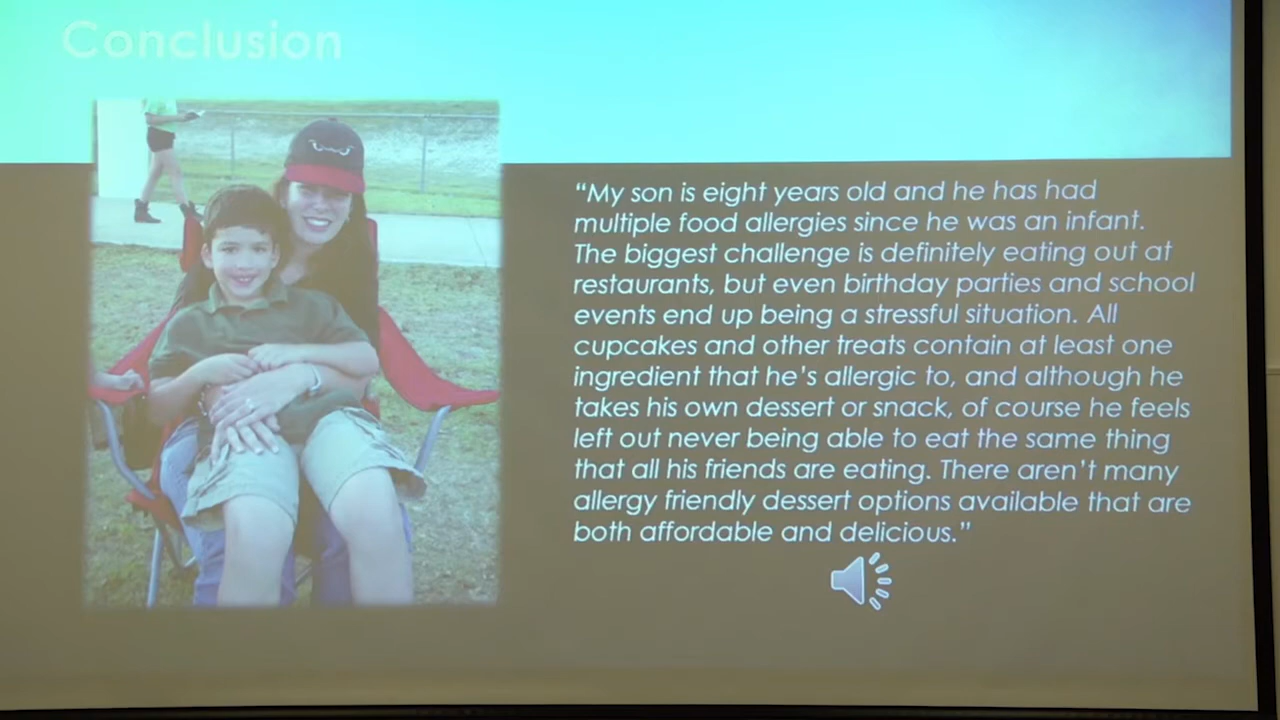 Conclusion
“My son is eight years old and he has had
multiple food allergies since he was an infant.
The biggest challenge is definitely eating out at
restaurants, but even birthday parties and school
events end up being a stressful situation. All
cupcakes and other treats contain at least one
ingredient that he’s allergic to, and although he
takes his own dessert or snack, of course he feels
left out never being able to eat the same thing
that all his friends are eating. There aren’t many
allergy friendly dessert options available that are
both affordable and delicious.”